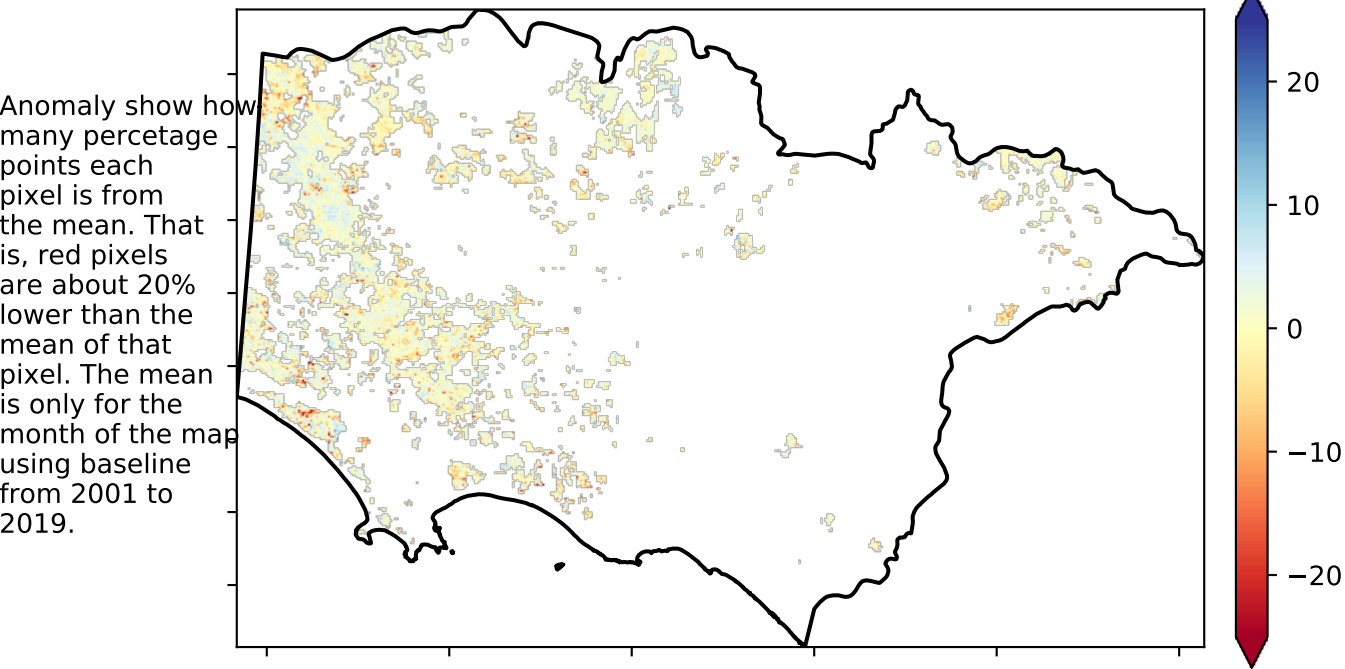 Anomaly show how
many percetage
points each
pixel is from
the mean. That
is, red pixels
are about 20%
lower than the
mean of that
pixel. The mean
is only for the
month of the map
using baseline
from 2001 to
2019.
20
10
0
−10
−20